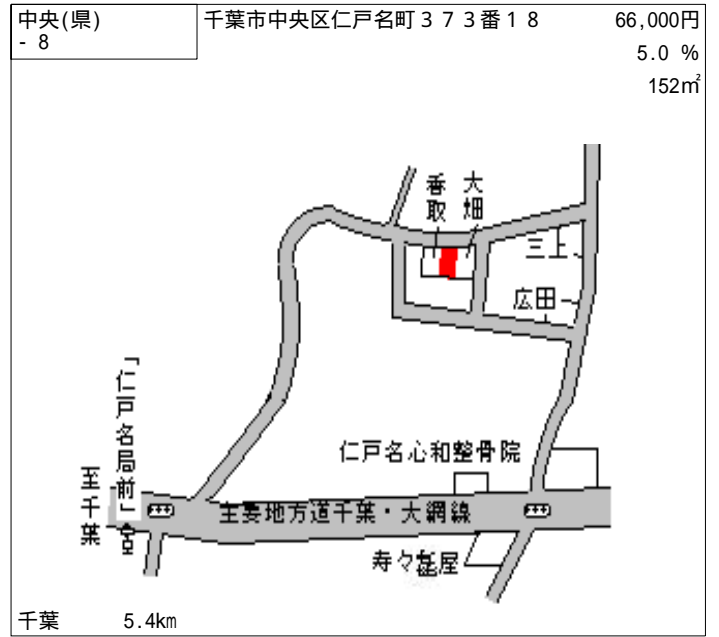 中央(県)
- 8
千葉市中央区仁戸名町３７３番１８
66,000円
5.0 %
152㎡
香取
大畑
三上
広田
「仁戸名局前」
至千葉
仁戸名心和整骨院
主要地方道千葉・大網線
寿々甚屋
千葉 5.4km